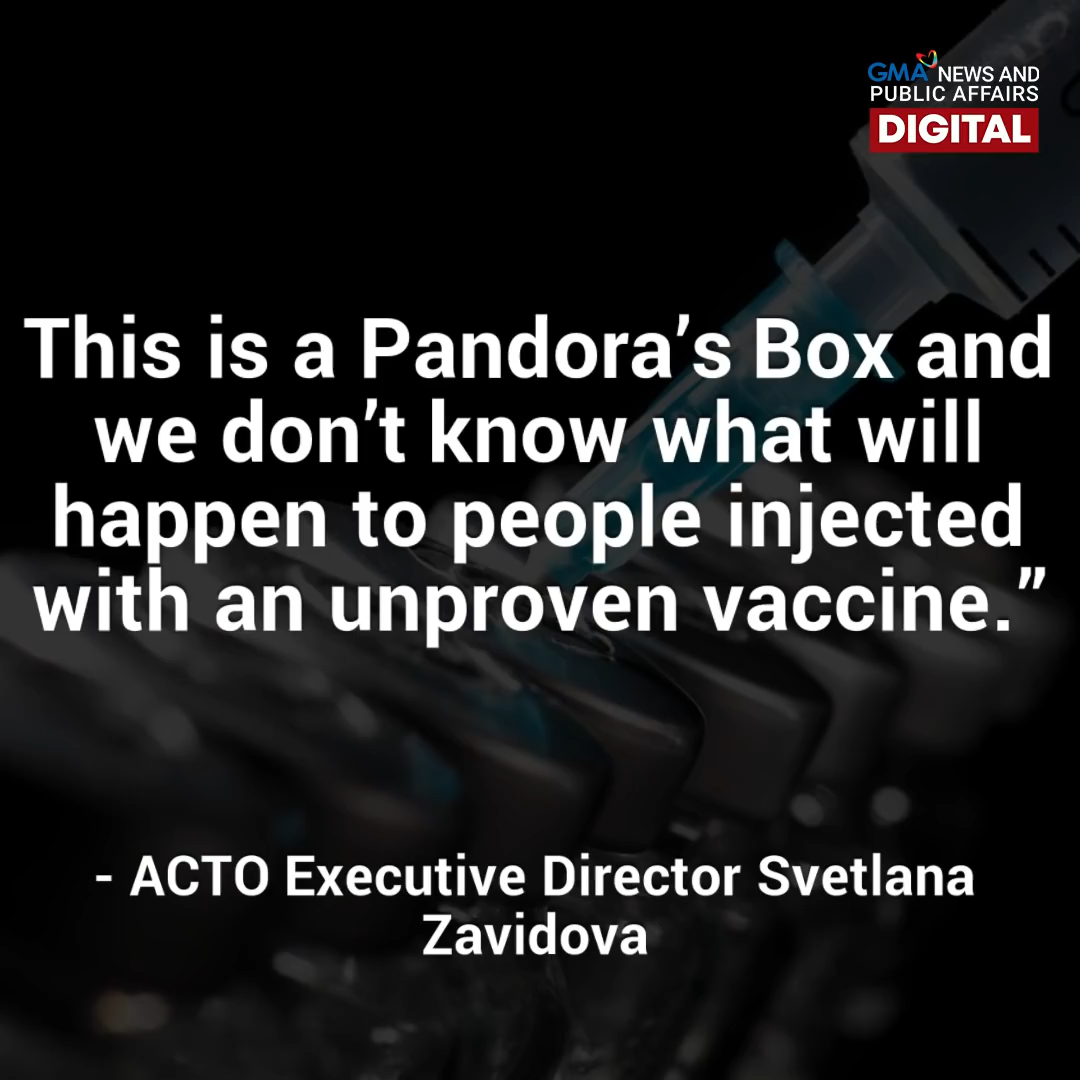 GMA NEWS AND
PUBLIC AFFAIRS
DIGITAL
This is a Pandora’s Box and
we don’t know what will
happen to people injected
with an unproven vaccine.”
- ACTO Executive Director Svetlana
Zavidova